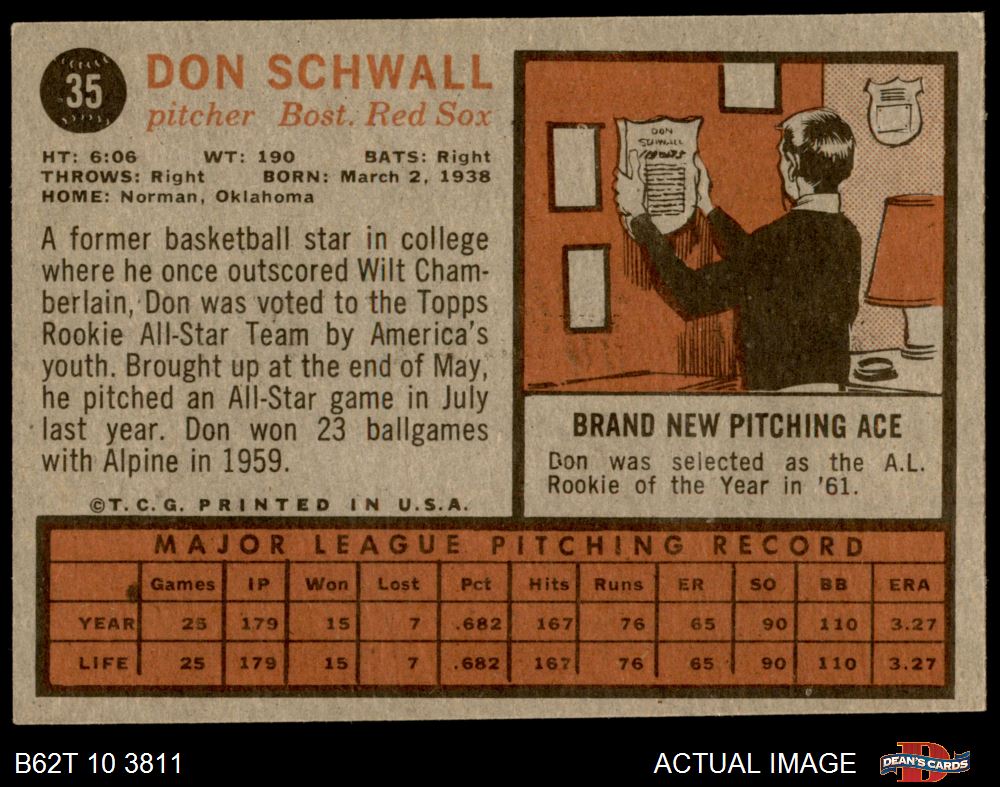 35
DON SCHWALL
pitcher Bost. Red Sox
HT: 6:06 WT: 190 BATS: Right
THROWS: Right BORN: March 2, 1938
HOME: Norman, Oklahoma
A former basketball star in college
where he once outscored Wilt Cham-
berlain, Don was voted to the Topps
Rookie All-Star Team by America's
youth. Brought up at the end of May,
he pitched an All-Star game in July
last year. Don won 23 ballgames
with Alpine in 1959.
©T.C.G. PRINTED IN U.S.A.
DON
SCHWALL
BRAND NEW PITCHING ACE
Don was selected as the A.L.
Rookie of the Year in '61.
MAJOR LEAGUE PITCHING RECORD
Games IP Won Lost Pct Hits Runs ER SO BB ERA
YEAR 25 179 15 7 .682 167 76 65 90 110 3.27
LIFE 25 179 15 7 .682 167 76 65 90 110 3.27
B62T 10 3811
ACTUAL IMAGE
DEAN'S CARDS